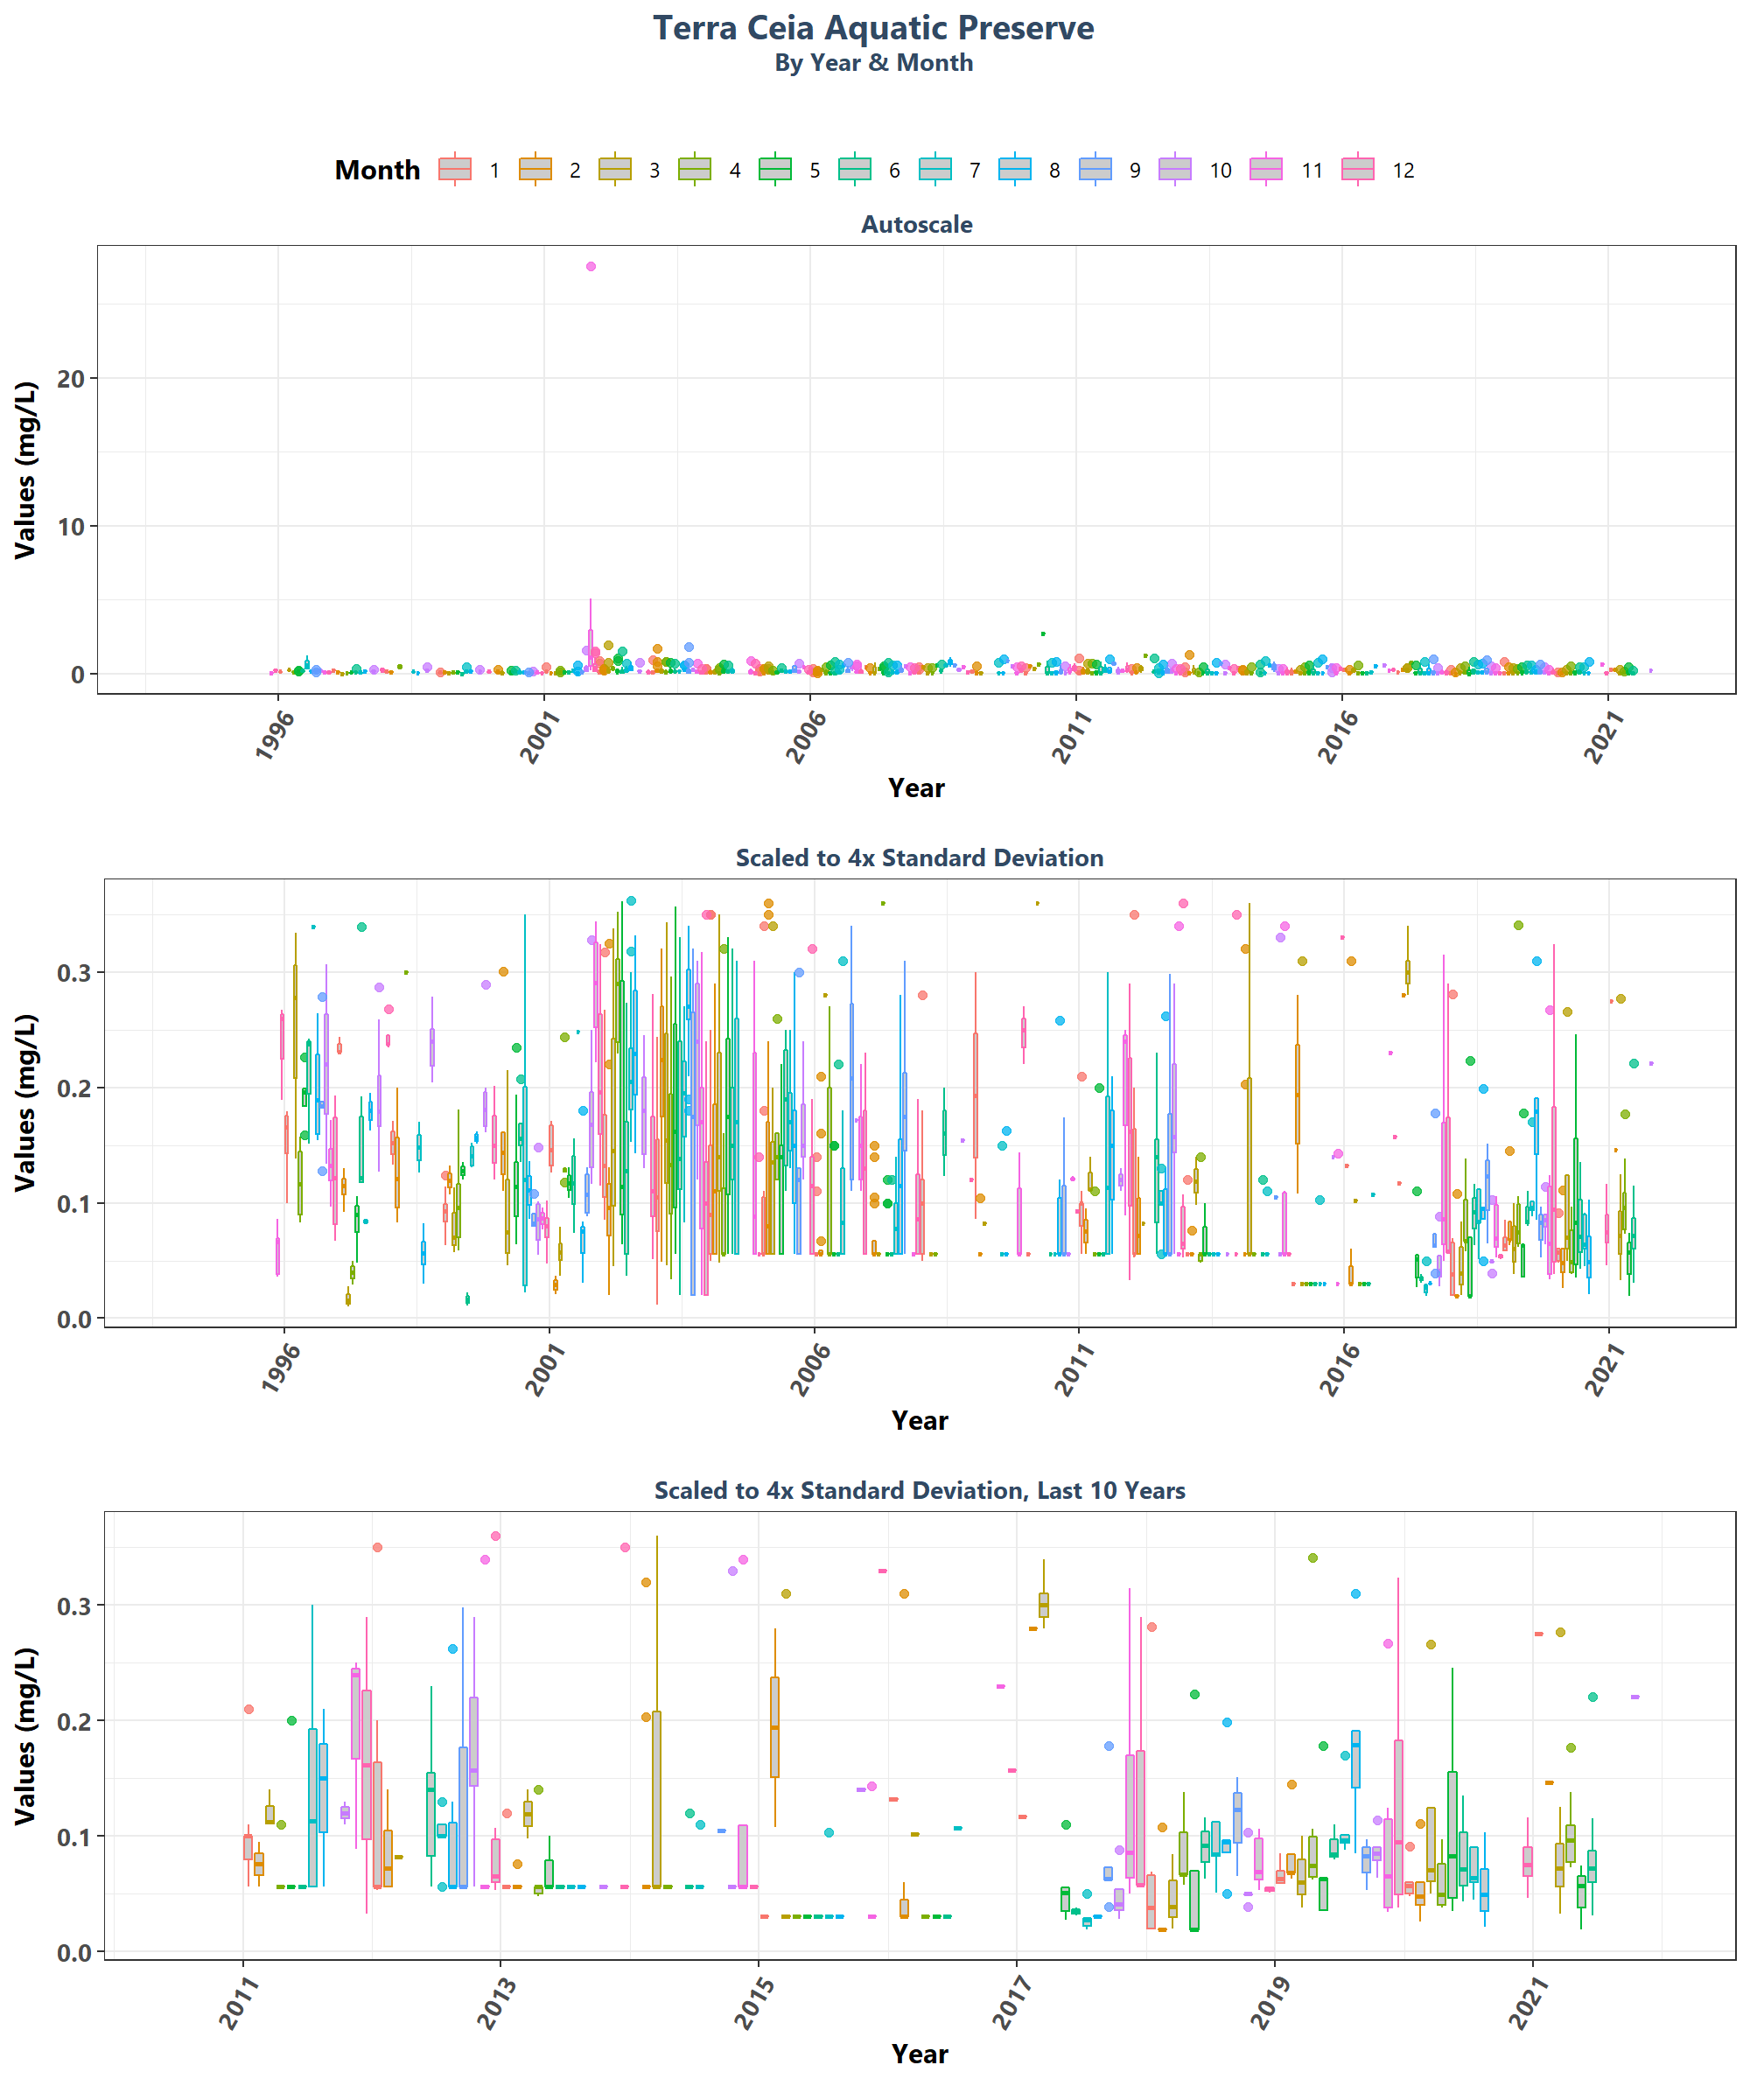 Terra Ceia Aquatic Preserve
By Year & Month
Month 1 2 3 4 5 6 7 8 9 10 11 12
Autoscale
Values (mg/L)
20
10
0
1996 2001 2006 2011 2016 2021
Year
Scaled to 4x Standard Deviation
Values (mg/L)
0.3
0.2
0.1
0.0
1996 2001 2006 2011 2016 2021
Year
Scaled to 4x Standard Deviation, Last 10 Years
Values (mg/L)
0.3
0.2
0.1
0.0
2011 2013 2015 2017 2019 2021
Year